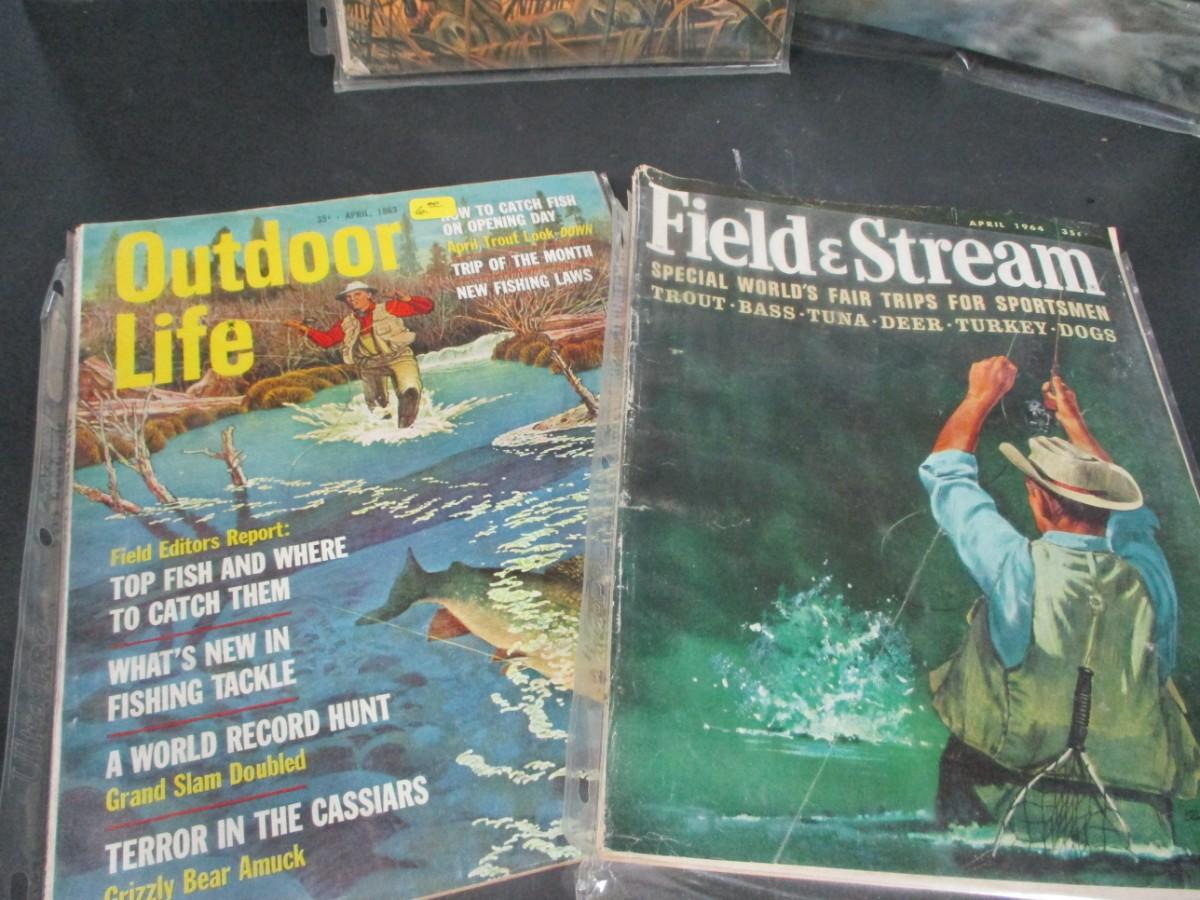 35¢ · APRIL, 1963
Outdoor
Life
HOW TO CATCH FISH
ON OPENING DAY
April Trout Look-DOWN
TRIP OF THE MONTH
NEW FISHING LAWS
Field Editors Report:
TOP FISH AND WHERE
TO CATCH THEM
WHAT'S NEW IN
FISHING TACKLE
A WORLD RECORD HUNT
Grand Slam Doubled
TERROR IN THE CASSIARS
Grizzly Bear Amuck
APRIL 1964 35¢
Field & Stream
SPECIAL WORLD'S FAIR TRIPS FOR SPORTSMEN
TROUT · BASS · TUNA · DEER · TURKEY · DOGS